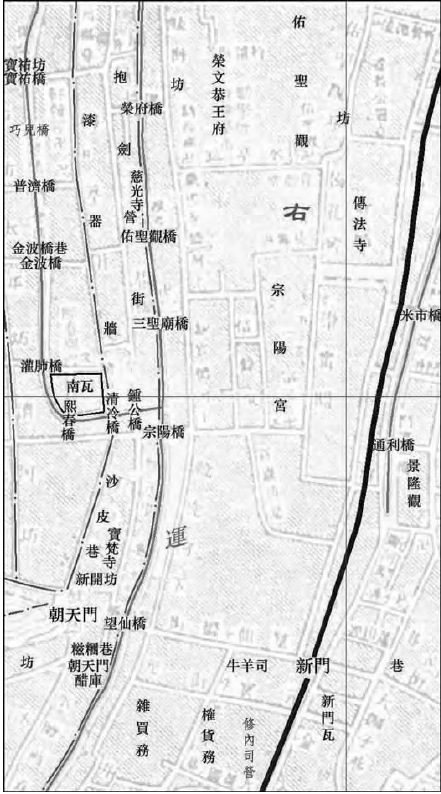 佑聖觀
榮文恭王府
坊
抱劍營街
寶祐坊
寶祐橋
榮府橋
坊
漆器牆
巧兒橋
慈光寺
普濟橋
右
傳法寺
佑聖觀橋
金波橋巷
金波橋
宗陽宮
三聖廟橋
米市橋
灌肺橋
南瓦
熙春橋
清冷橋
鍾公橋
宗陽橋
通利橋
景隆觀
沙皮巷
寶梵寺
運
新開坊
朝天門
望仙橋
糍糰巷
朝天門
醋庫
坊
牛羊司
新門
巷
雜買務
榷貨務
修內司營
新門瓦